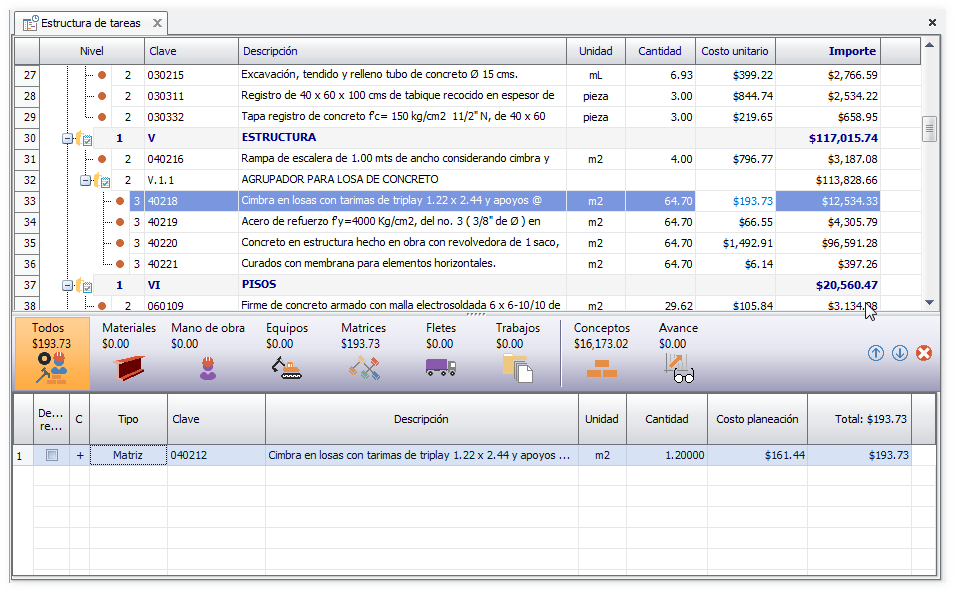 Estructura de tareas
Nivel Clave Descripción Unidad Cantidad Costo unitario Importe
27 2 030215 Excavación, tendido y relleno tubo de concreto Ø 15 cms. mL 6.93 $399.22 $2,766.59
28 2 030311 Registro de 40 x 60 x 100 cms de tabique recocido en espesor de pieza 3.00 $844.74 $2,534.22
29 2 030332 Tapa registro de concreto f'c= 150 kg/cm2 11/2" N, de 40 x 60 pieza 3.00 $219.65 $658.95
30 1 V ESTRUCTURA $117,015.74
31 2 040216 Rampa de escalera de 1.00 mts de ancho considerando cimbra y m2 4.00 $796.77 $3,187.08
32 2 V.1.1 AGRUPADOR PARA LOSA DE CONCRETO $113,828.66
33 3 40218 Cimbra en losas con tarimas de triplay 1.22 x 2.44 y apoyos @ m2 64.70 $193.73 $12,534.33
34 3 40219 Acero de refuerzo f'y=4000 Kg/cm2, del no. 3 ( 3/8" de Ø ) en m2 64.70 $66.55 $4,305.79
35 3 40220 Concreto en estructura hecho en obra con revolvedora de 1 saco, m2 64.70 $1,492.91 $96,591.28
36 3 40221 Curados con membrana para elementos horizontales. m2 64.70 $6.14 $397.26
37 1 VI PISOS $20,560.47
38 2 060109 Firme de concreto armado con malla electrosoldada 6 x 6-10/10 de m2 29.62 $105.84 $3,134.98
Todos Materiales Mano de obra Equipos Matrices Fletes Trabajos Conceptos Avance
$193.73 $0.00 $0.00 $0.00 $193.73 $0.00 $0.00 $16,173.02 $0.00
De... re... C Tipo Clave Descripción Unidad Cantidad Costo planeación Total: $193.73
1 + Matriz 040212 Cimbra en losas con tarimas de triplay 1.22 x 2.44 y apoyos ... m2 1.20000 $161.44 $193.73